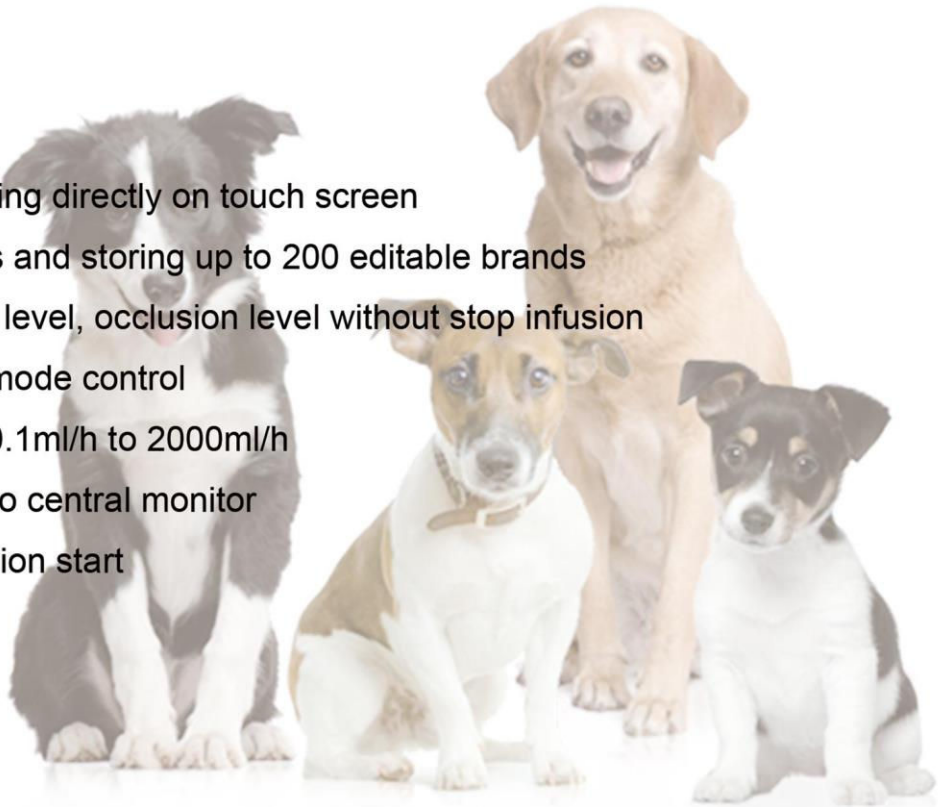 ing directly on touch screen
and storing up to 200 editable brands
level, occlusion level without stop infusion
mode control
.1ml/h to 2000ml/h
o central monitor
ion start